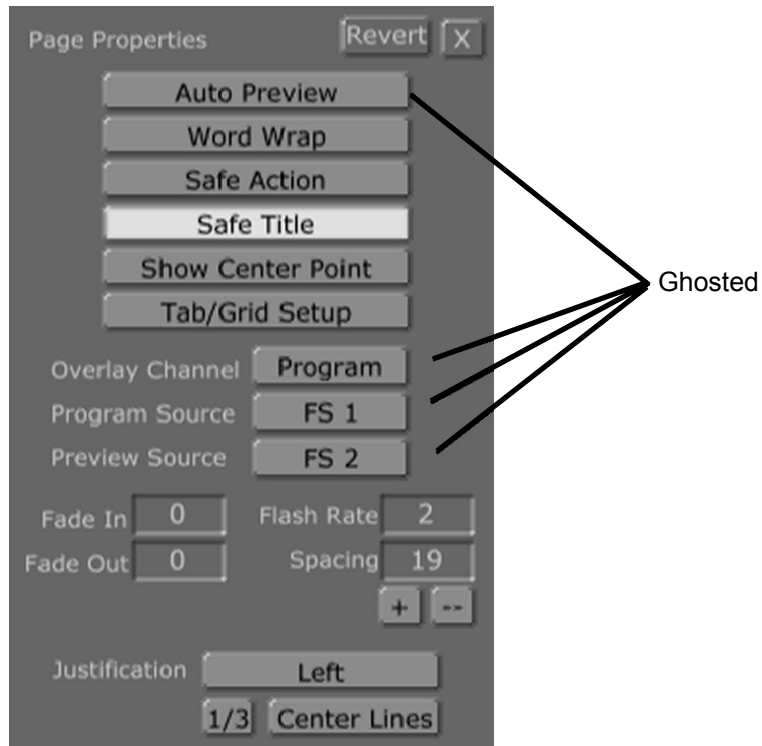 Page Properties Revert X
Auto Preview
Word Wrap
Safe Action
Safe Title
Show Center Point
Tab/Grid Setup
Ghosted
Overlay Channel Program
Program Source FS 1
Preview Source FS 2
Fade In 0 Flash Rate 2
Fade Out 0 Spacing 19
+ --
Justification Left
1/3 Center Lines